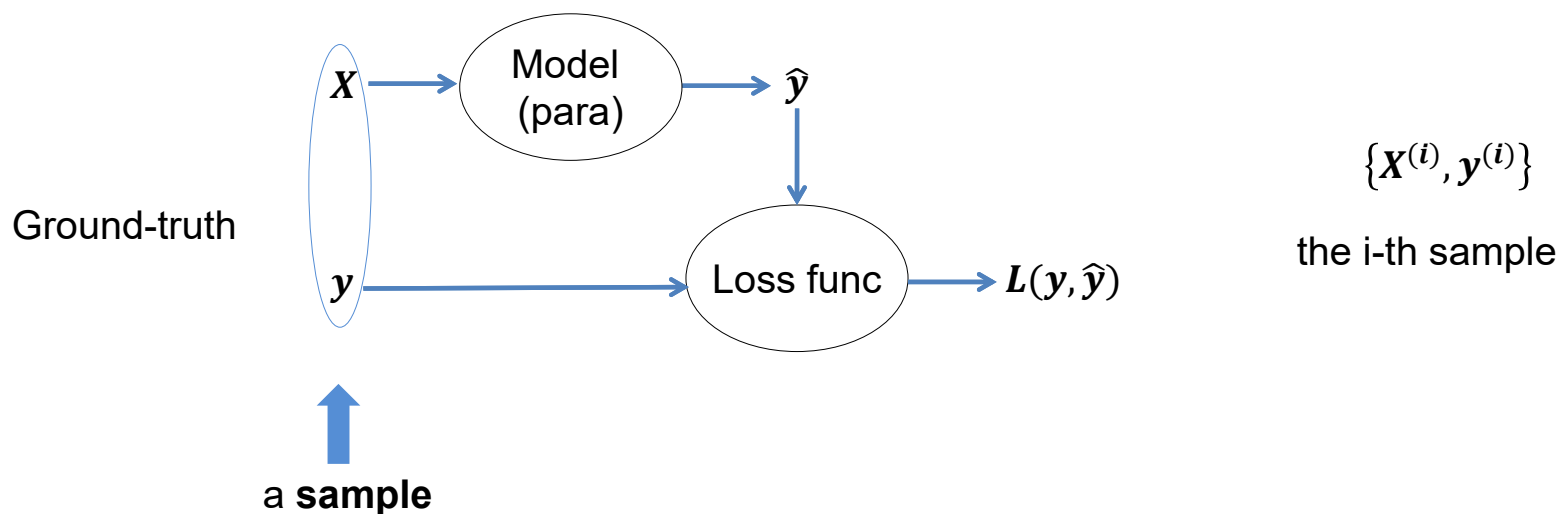 X
Model
(para)
ŷ
{X⁽ⁱ⁾, y⁽ⁱ⁾}
Ground-truth
the i-th sample
y
Loss func
L(y, ŷ)
a sample